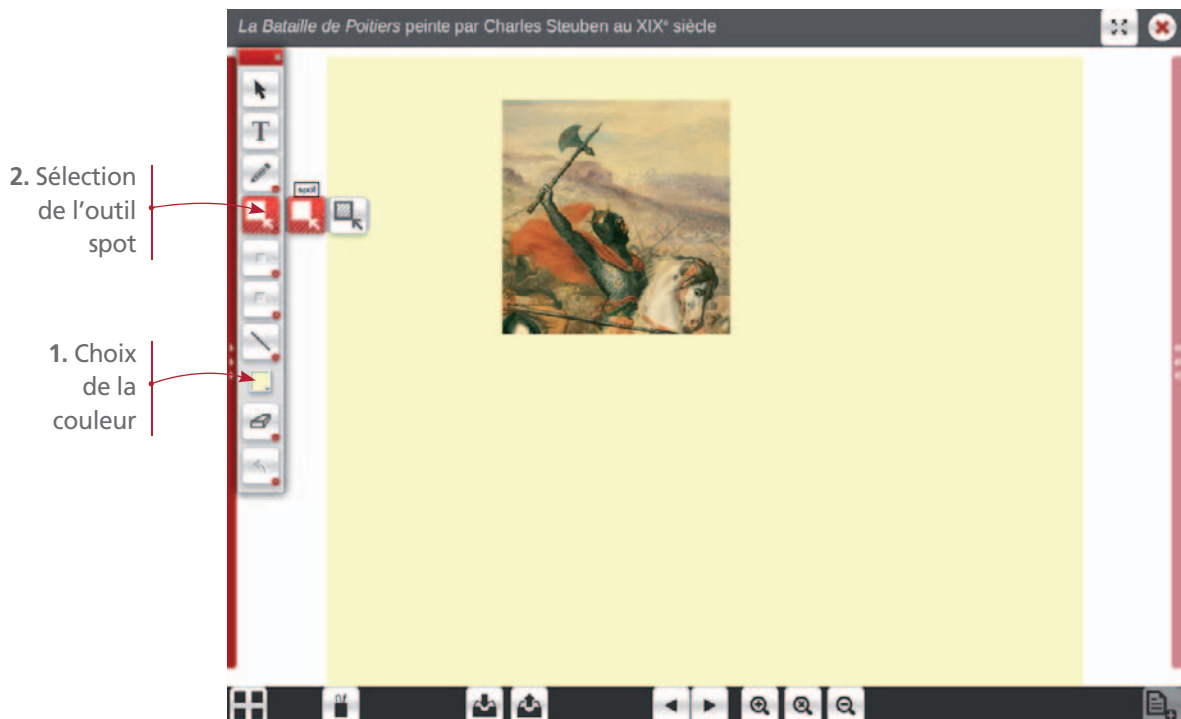 La Bataille de Poitiers peinte par Charles Steuben au XIXe siècle
T
2. Sélection
de l'outil
spot
spot
1. Choix
de la
couleur